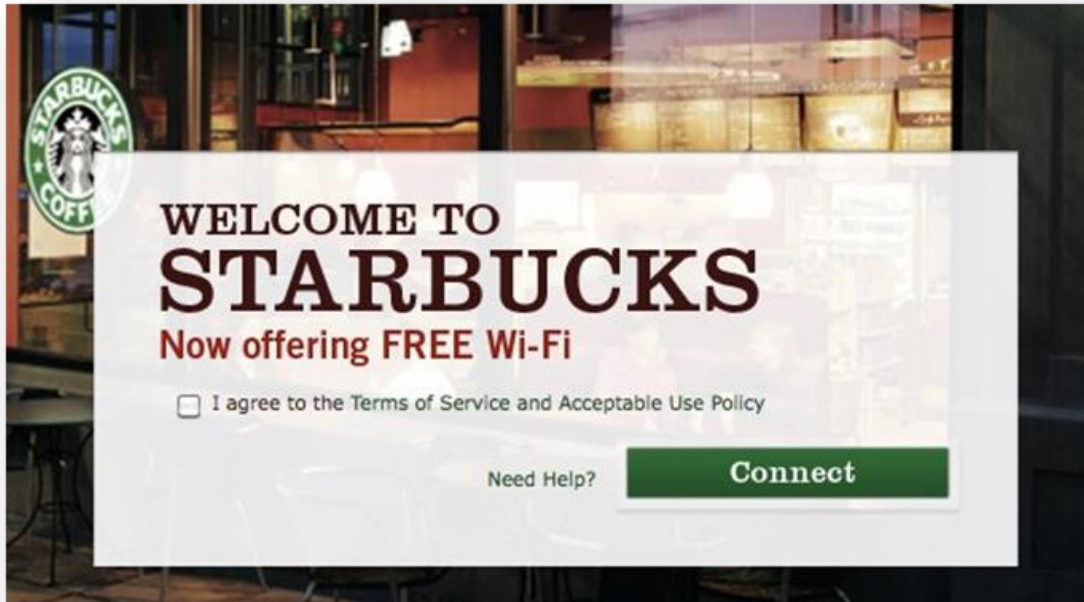 STARBUCKS
COFFEE
WELCOME TO
STARBUCKS
Now offering FREE Wi-Fi
I agree to the Terms of Service and Acceptable Use Policy
Need Help?
Connect